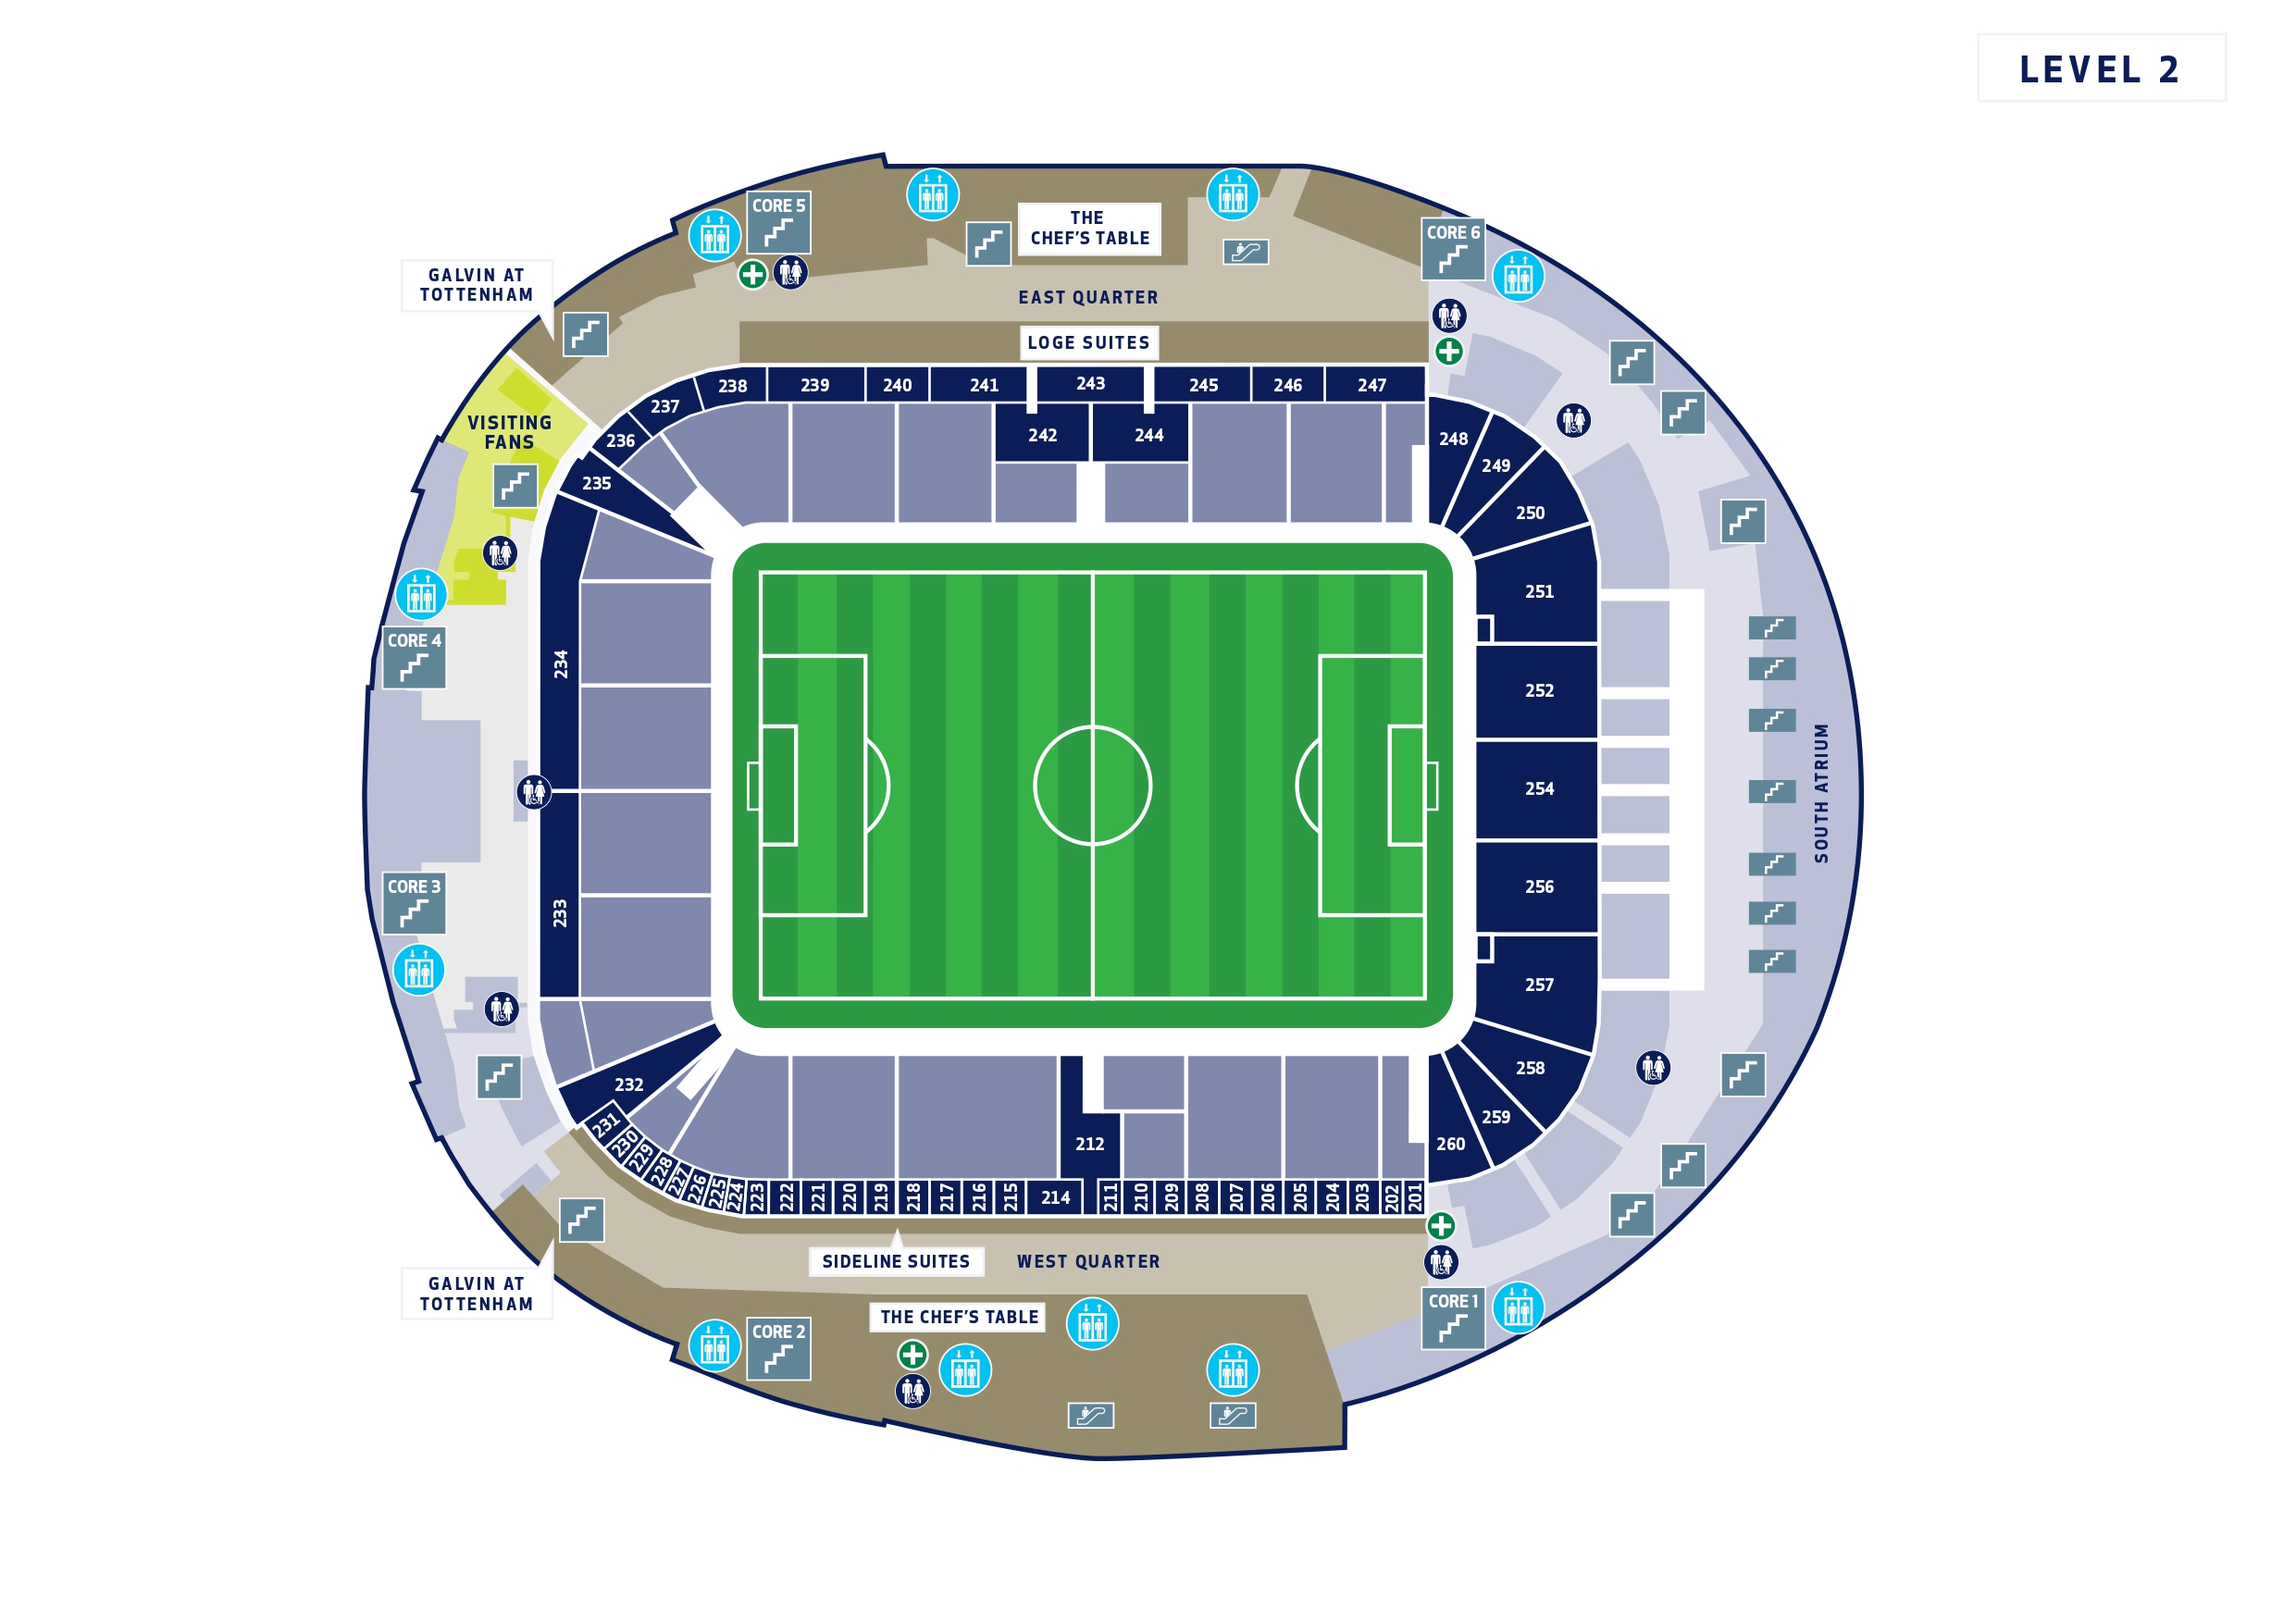 LEVEL 2
CORE 5
THE
CHEF'S TABLE
CORE 6
GALVIN AT
TOTTENHAM
EAST QUARTER
LOGE SUITES
VISITING
FANS
238
239
240
241
243
245
246
247
237
236
235
242
244
248
249
250
251
252
254
256
257
258
259
260
CORE 4
234
CORE 3
233
SOUTH ATRIUM
232
231
230
229
228
227
226
225
224
223
222
221
220
219
218
217
216
215
214
212
211
210
209
208
207
206
205
204
203
202
201
SIDELINE SUITES
WEST QUARTER
GALVIN AT
TOTTENHAM
CORE 2
THE CHEF'S TABLE
CORE 1